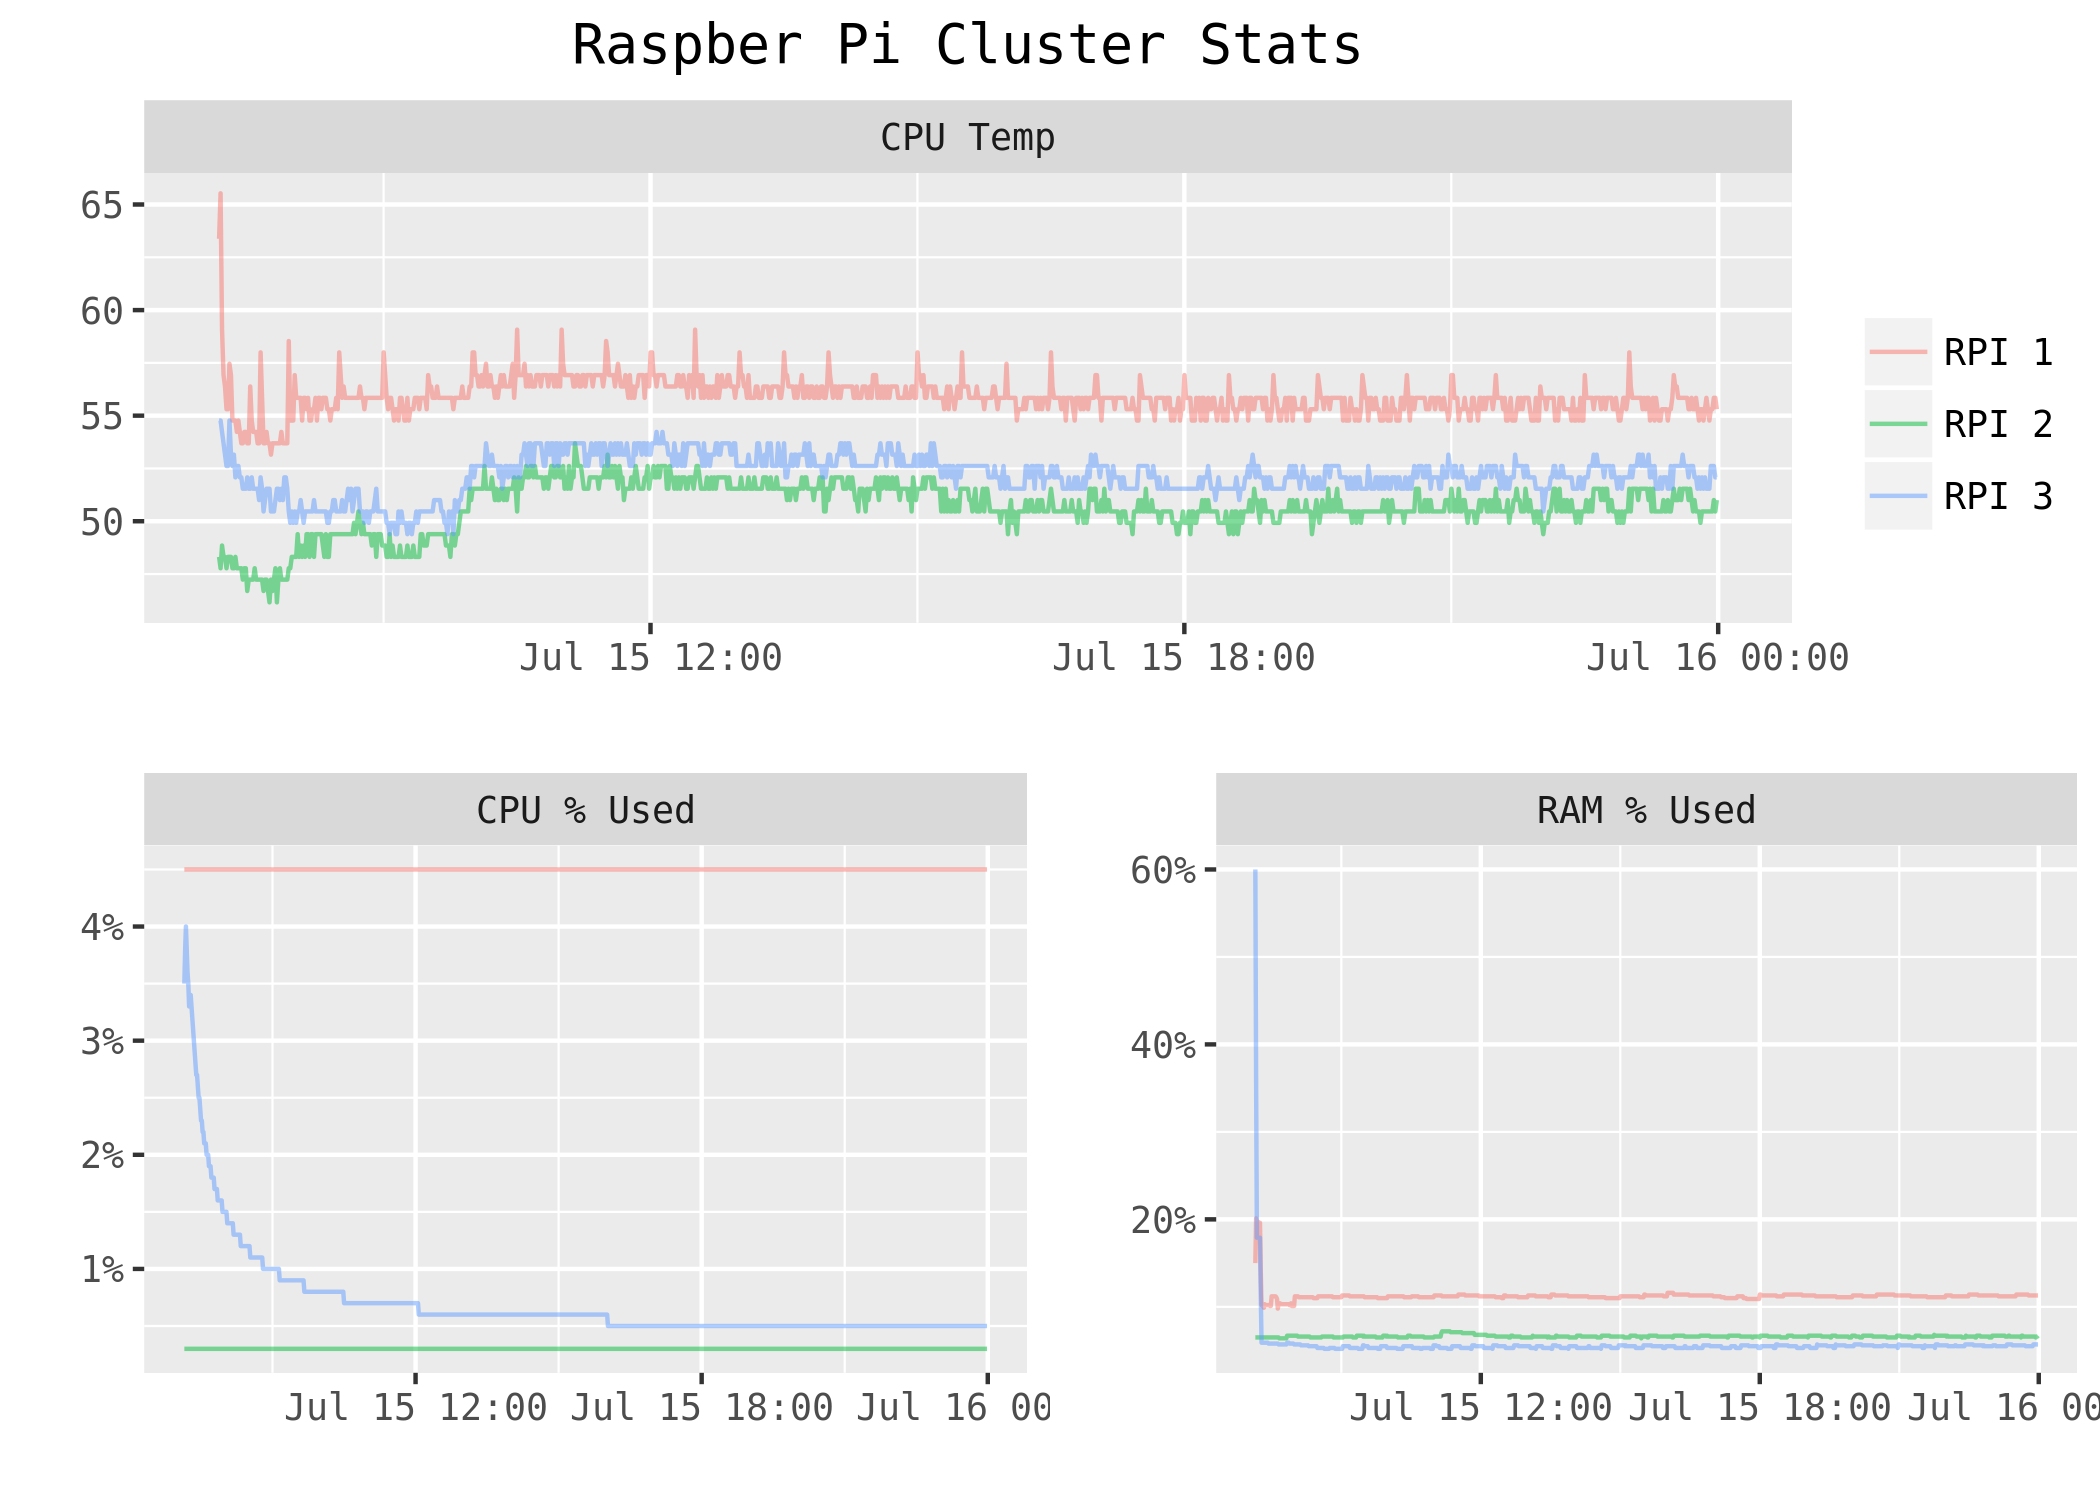 Raspber Pi Cluster Stats
CPU Temp
65
60
55
50
Jul 15 12:00 Jul 15 18:00 Jul 16 00:00
RPI 1
RPI 2
RPI 3
CPU % Used
4%
3%
2%
1%
Jul 15 12:00 Jul 15 18:00 Jul 16 00
RAM % Used
60%
40%
20%
Jul 15 12:00 Jul 15 18:00 Jul 16 00